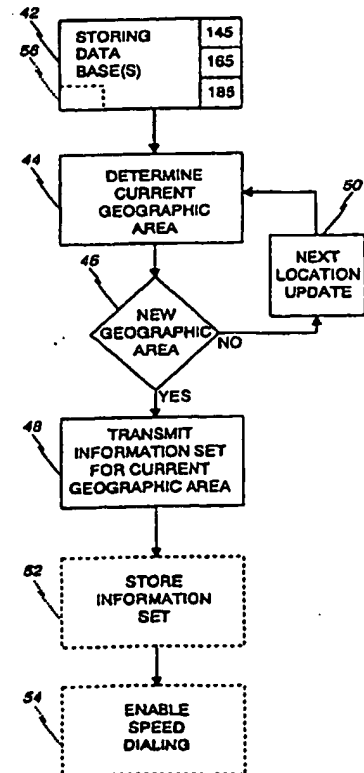 42
STORING
DATA
BASE(S)
145
165
185
56
44
DETERMINE
CURRENT
GEOGRAPHIC
AREA
50
NEXT
LOCATION
UPDATE
46
NEW
GEOGRAPHIC
AREA
NO
YES
48
TRANSMIT
INFORMATION SET
FOR CURRENT
GEOGRAPHIC AREA
52
STORE
INFORMATION
SET
54
ENABLE
SPEED
DIALING